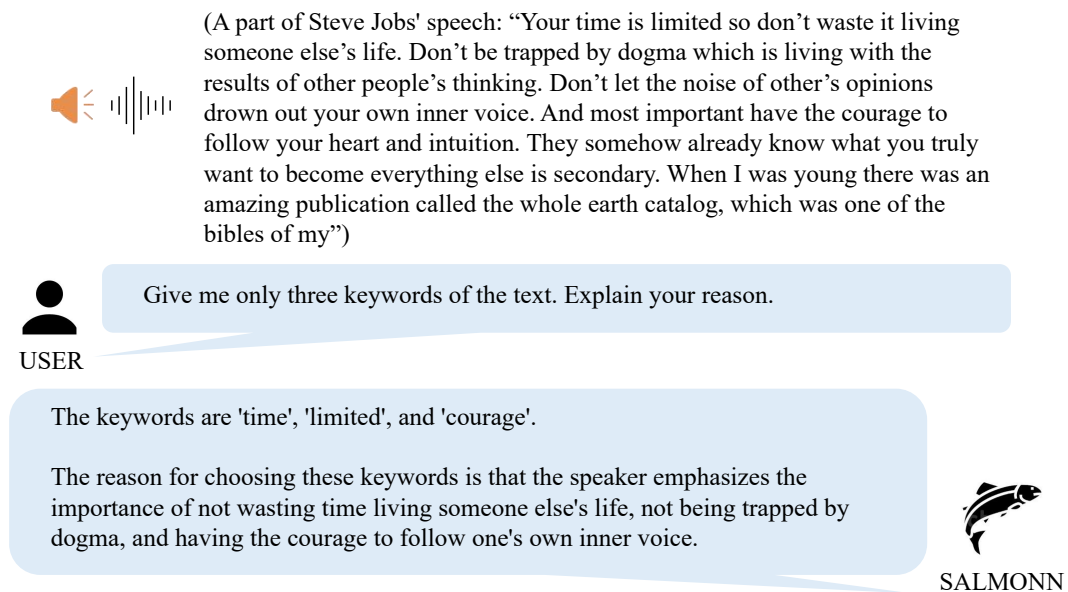 (A part of Steve Jobs' speech: “Your time is limited so don’t waste it living
someone else’s life. Don’t be trapped by dogma which is living with the
results of other people’s thinking. Don’t let the noise of other’s opinions
drown out your own inner voice. And most important have the courage to
follow your heart and intuition. They somehow already know what you truly
want to become everything else is secondary. When I was young there was an
amazing publication called the whole earth catalog, which was one of the
bibles of my”)
Give me only three keywords of the text. Explain your reason.
USER
The keywords are 'time', 'limited', and 'courage'.
The reason for choosing these keywords is that the speaker emphasizes the
importance of not wasting time living someone else's life, not being trapped by
dogma, and having the courage to follow one's own inner voice.
SALMONN